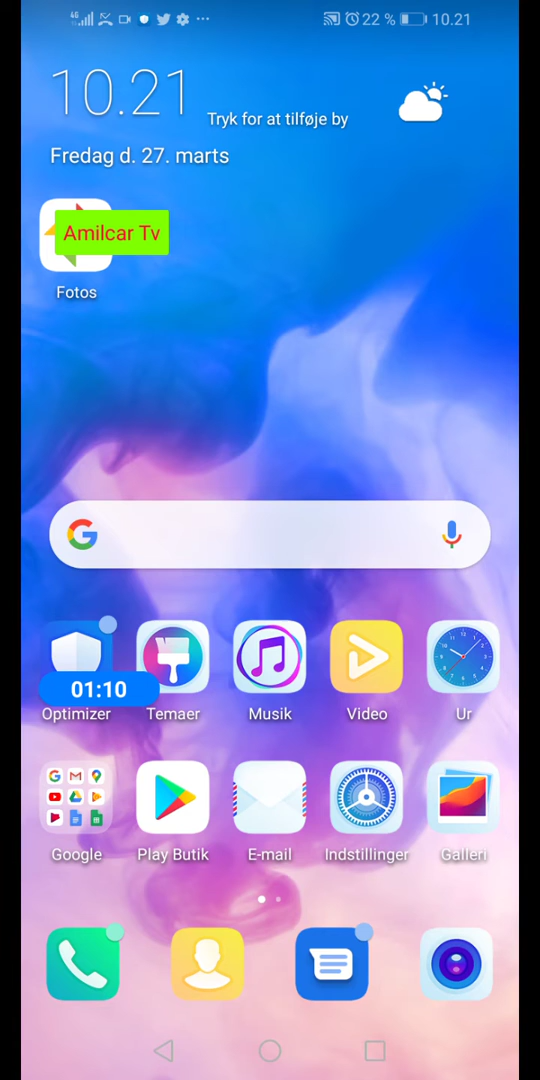 4G 22 % 10.21
10.21
Tryk for at tilføje by
Fredag d. 27. marts
Amilcar Tv
Fotos
01:10
Optimizer Temaer Musik Video Ur
Google Play Butik E-mail Indstillinger Galleri